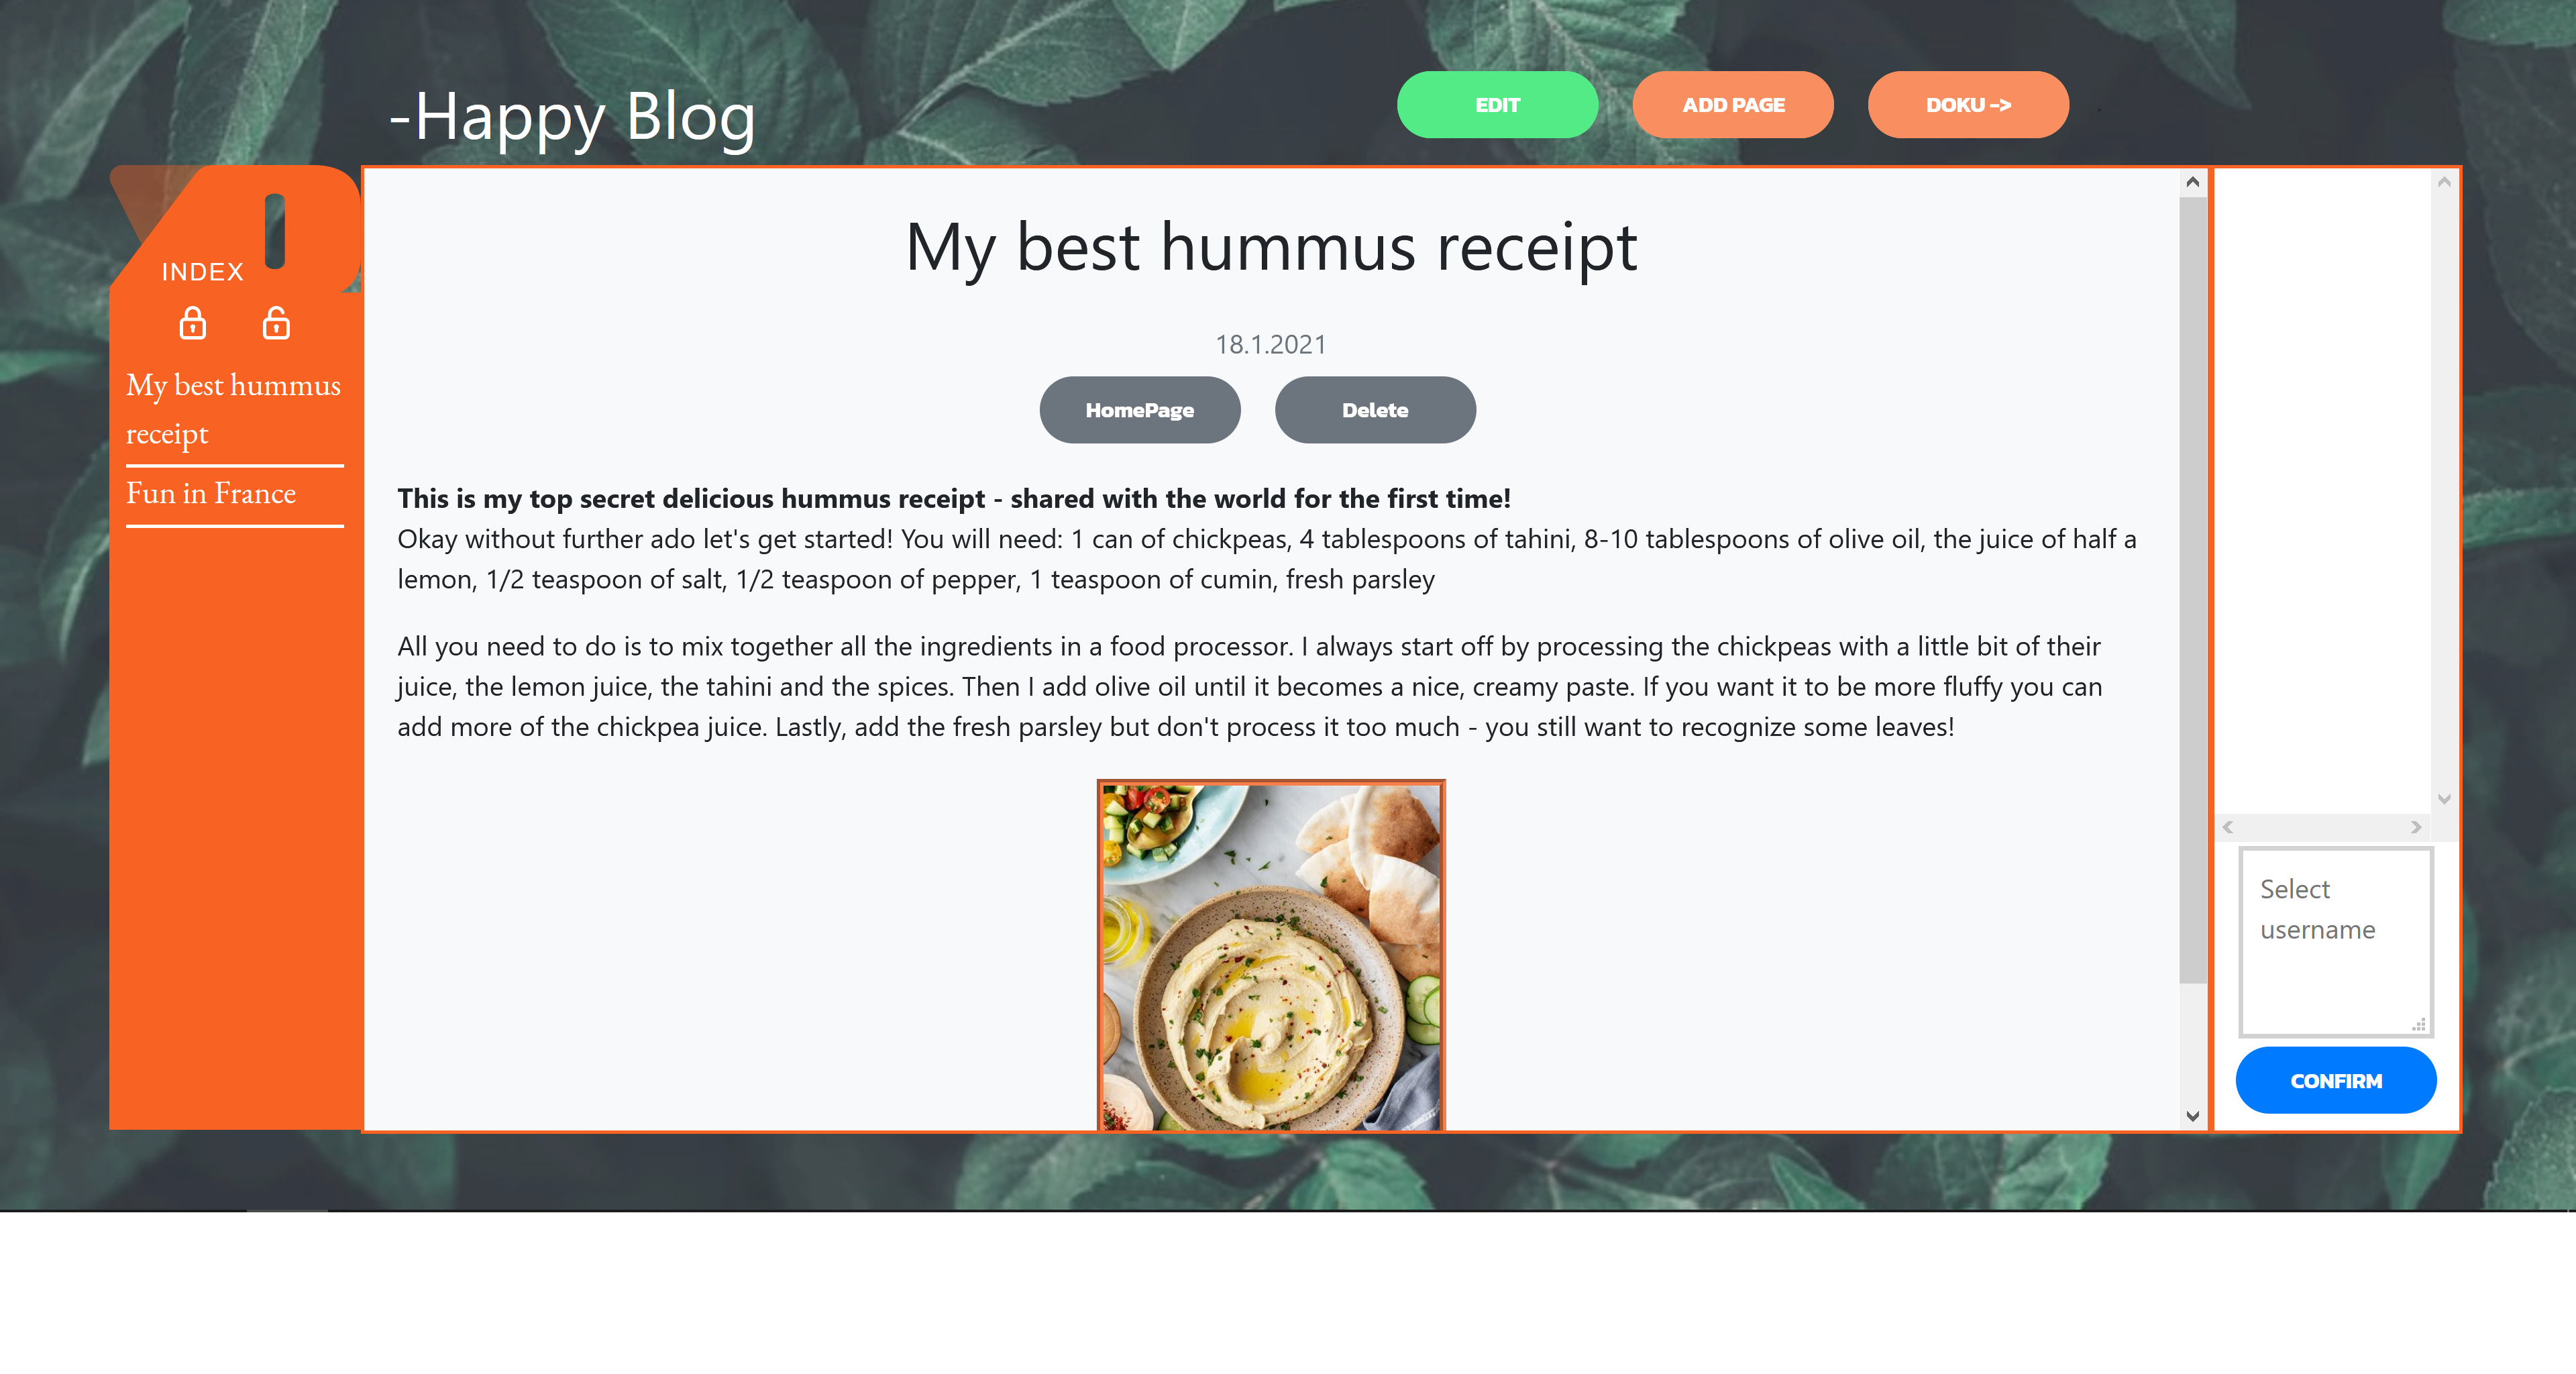 -Happy Blog
EDIT
ADD PAGE
DOKU ->
INDEX
My best hummus
receipt
Fun in France
My best hummus receipt
18.1.2021
HomePage
Delete
This is my top secret delicious hummus receipt - shared with the world for the first time!
Okay without further ado let's get started! You will need: 1 can of chickpeas, 4 tablespoons of tahini, 8-10 tablespoons of olive oil, the juice of half a
lemon, 1/2 teaspoon of salt, 1/2 teaspoon of pepper, 1 teaspoon of cumin, fresh parsley
All you need to do is to mix together all the ingredients in a food processor. I always start off by processing the chickpeas with a little bit of their
juice, the lemon juice, the tahini and the spices. Then I add olive oil until it becomes a nice, creamy paste. If you want it to be more fluffy you can
add more of the chickpea juice. Lastly, add the fresh parsley but don't process it too much - you still want to recognize some leaves!
Select
username
CONFIRM